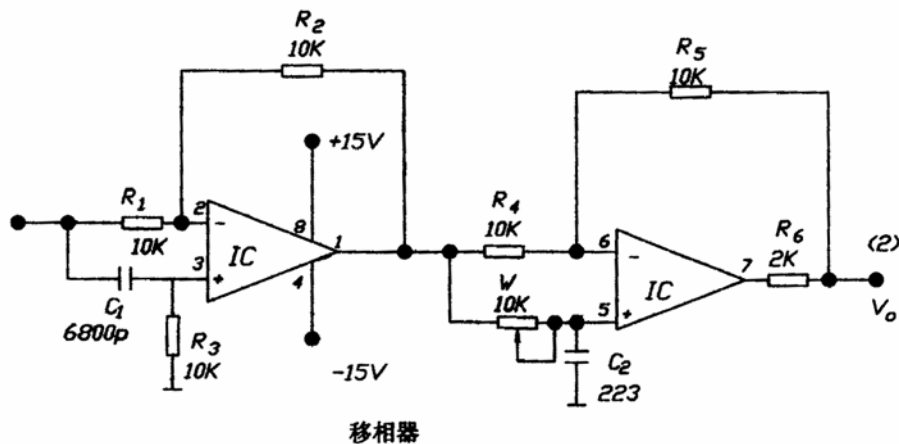 R2
10K
R5
10K
+15V
R1
10K
2
-
8
IC
1
3
+
4
C1
6800p
R3
10K
-15V
R4
10K
6
-
W
10K
IC
7
5
+
R6
2K
(2)
Vo
C2
223
移相器